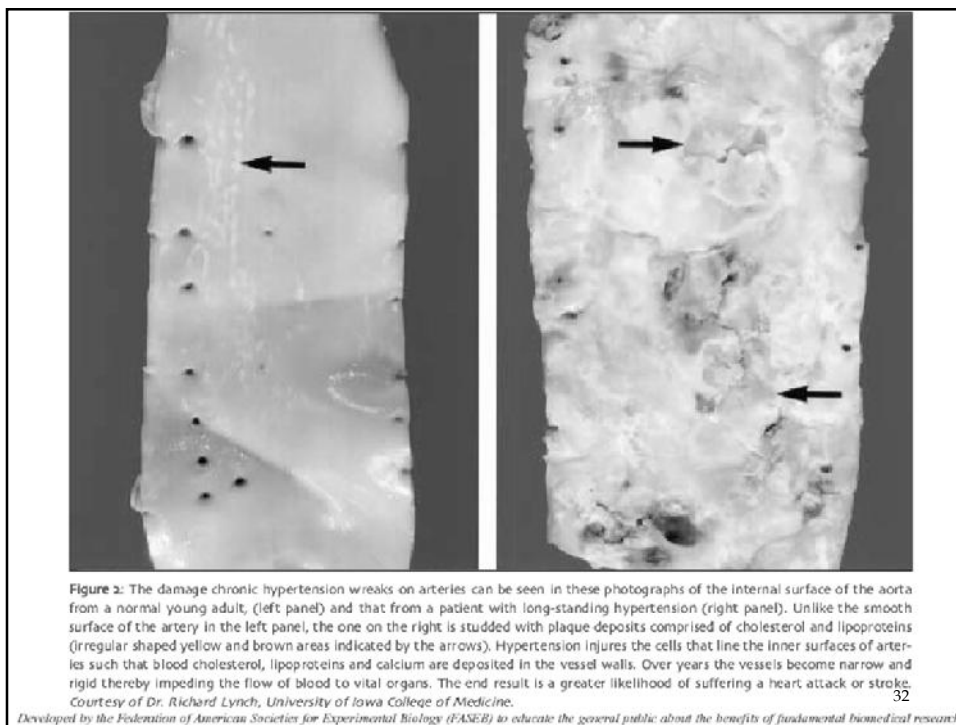 Figure 2: The damage chronic hypertension wreaks on arteries can be seen in these photographs of the internal surface of the aorta
from a normal young adult, (left panel) and that from a patient with long-standing hypertension (right panel). Unlike the smooth
surface of the artery in the left panel, the one on the right is studded with plaque deposits comprised of cholesterol and lipoproteins
(irregular shaped yellow and brown areas indicated by the arrows). Hypertension injures the cells that line the inner surfaces of arter-
ies such that blood cholesterol, lipoproteins and calcium are deposited in the vessel walls. Over years the vessels become narrow and
rigid thereby impeding the flow of blood to vital organs. The end result is a greater likelihood of suffering a heart attack or stroke.
Courtesy of Dr. Richard Lynch, University of Iowa College of Medicine.
32
Developed by the Federation of American Societies for Experimental Biology (FASEB) to educate the general public about the benefits of fundamental biomedical research